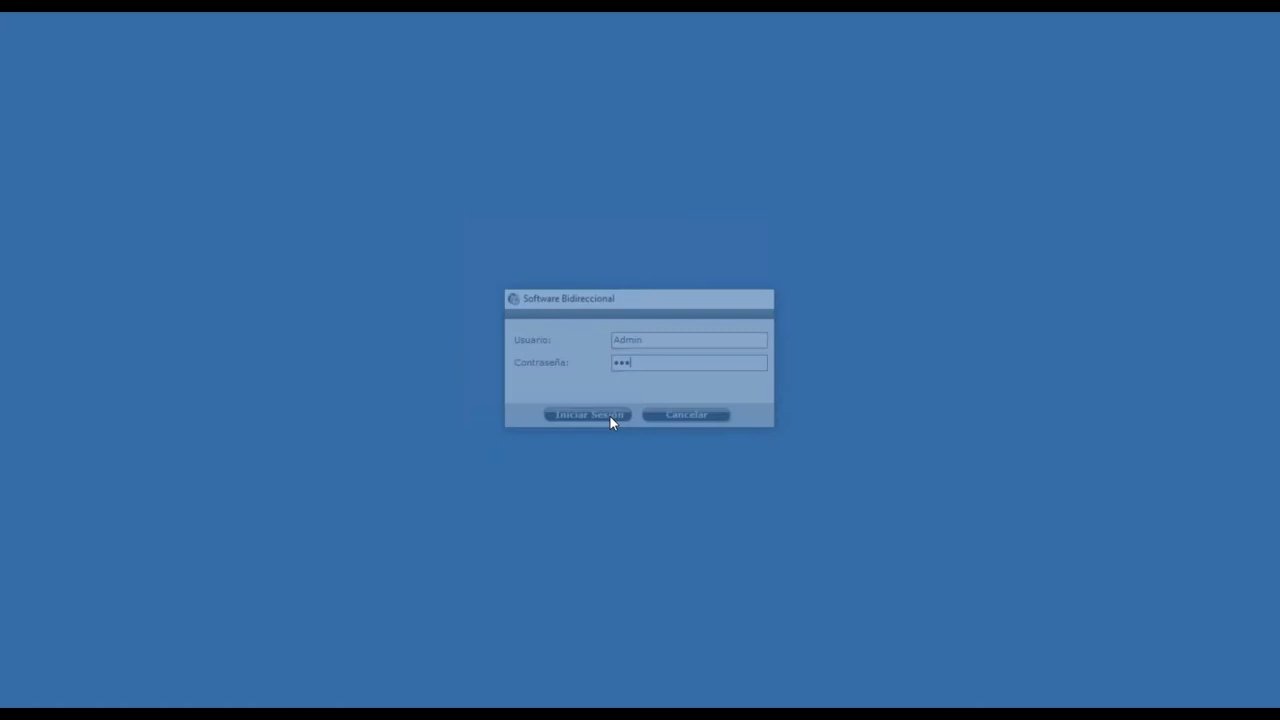 Software Bidireccional
Usuario: Admin
Contraseña: •••
Iniciar Sesión Cancelar